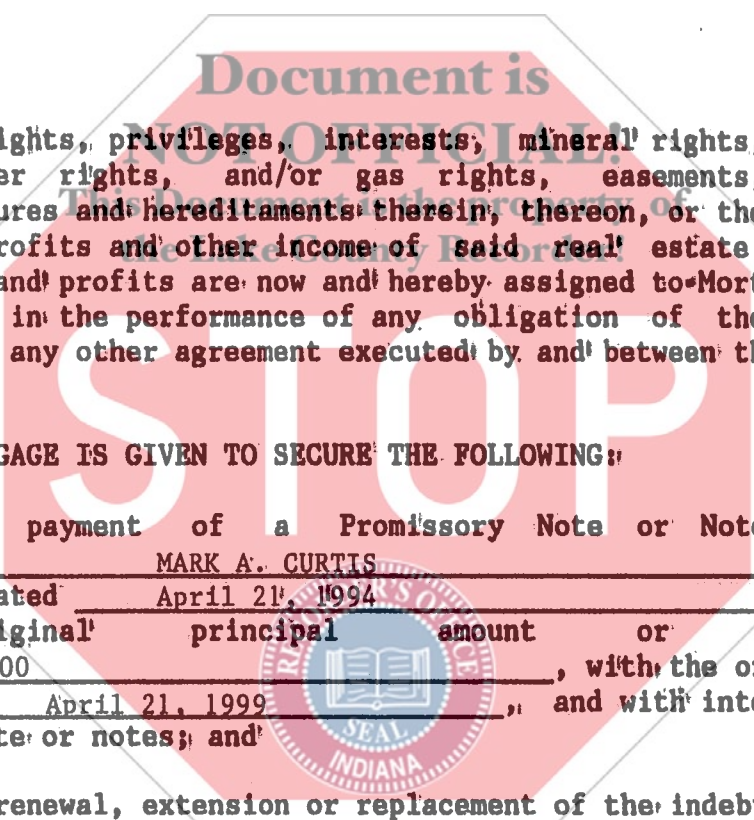 Document is
NOT OFFICIAL!
This Document is the property of
the Lake County Recorder!
ights, privileges, interests, mineral rights,
er rights, and/or gas rights, easements,
ures and hereditaments therein, thereon, or the
rofits and other income of said real estate
and profits are now and hereby assigned to Mort
in the performance of any obligation of the
any other agreement executed by and between th
STOP
GAGE IS GIVEN TO SECURE THE FOLLOWING:
payment of a Promissory Note or Note
MARK A. CURTIS
ated April 21, 1994
iginal principal amount or
00 , with the o
April 21, 1999 , and with inte
te or notes; and
RECORDER'S OFFICE
SEAL
INDIANA
renewal, extension or replacement of the indeb